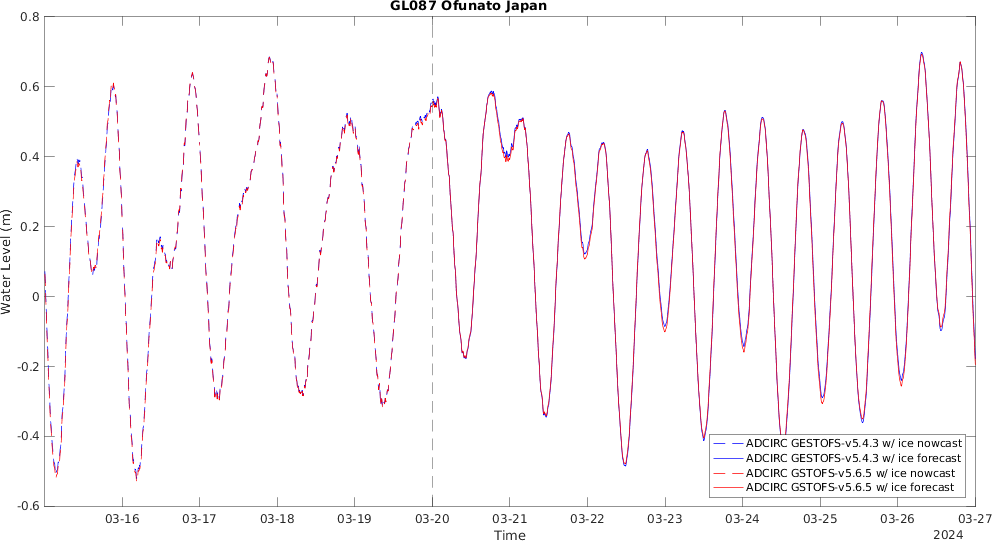 GL087 Ofunato Japan
0.8
0.6
0.4
0.2
0
-0.2
-0.4
-0.6
Water Level (m)
ADCIRC GESTOFS-v5.4.3 w/ ice nowcast
ADCIRC GESTOFS-v5.4.3 w/ ice forecast
ADCIRC GSTOFS-v5.6.5 w/ ice nowcast
ADCIRC GSTOFS-v5.6.5 w/ ice forecast
03-16 03-17 03-18 03-19 03-20 03-21 03-22 03-23 03-24 03-25 03-26 03-27
Time
2024